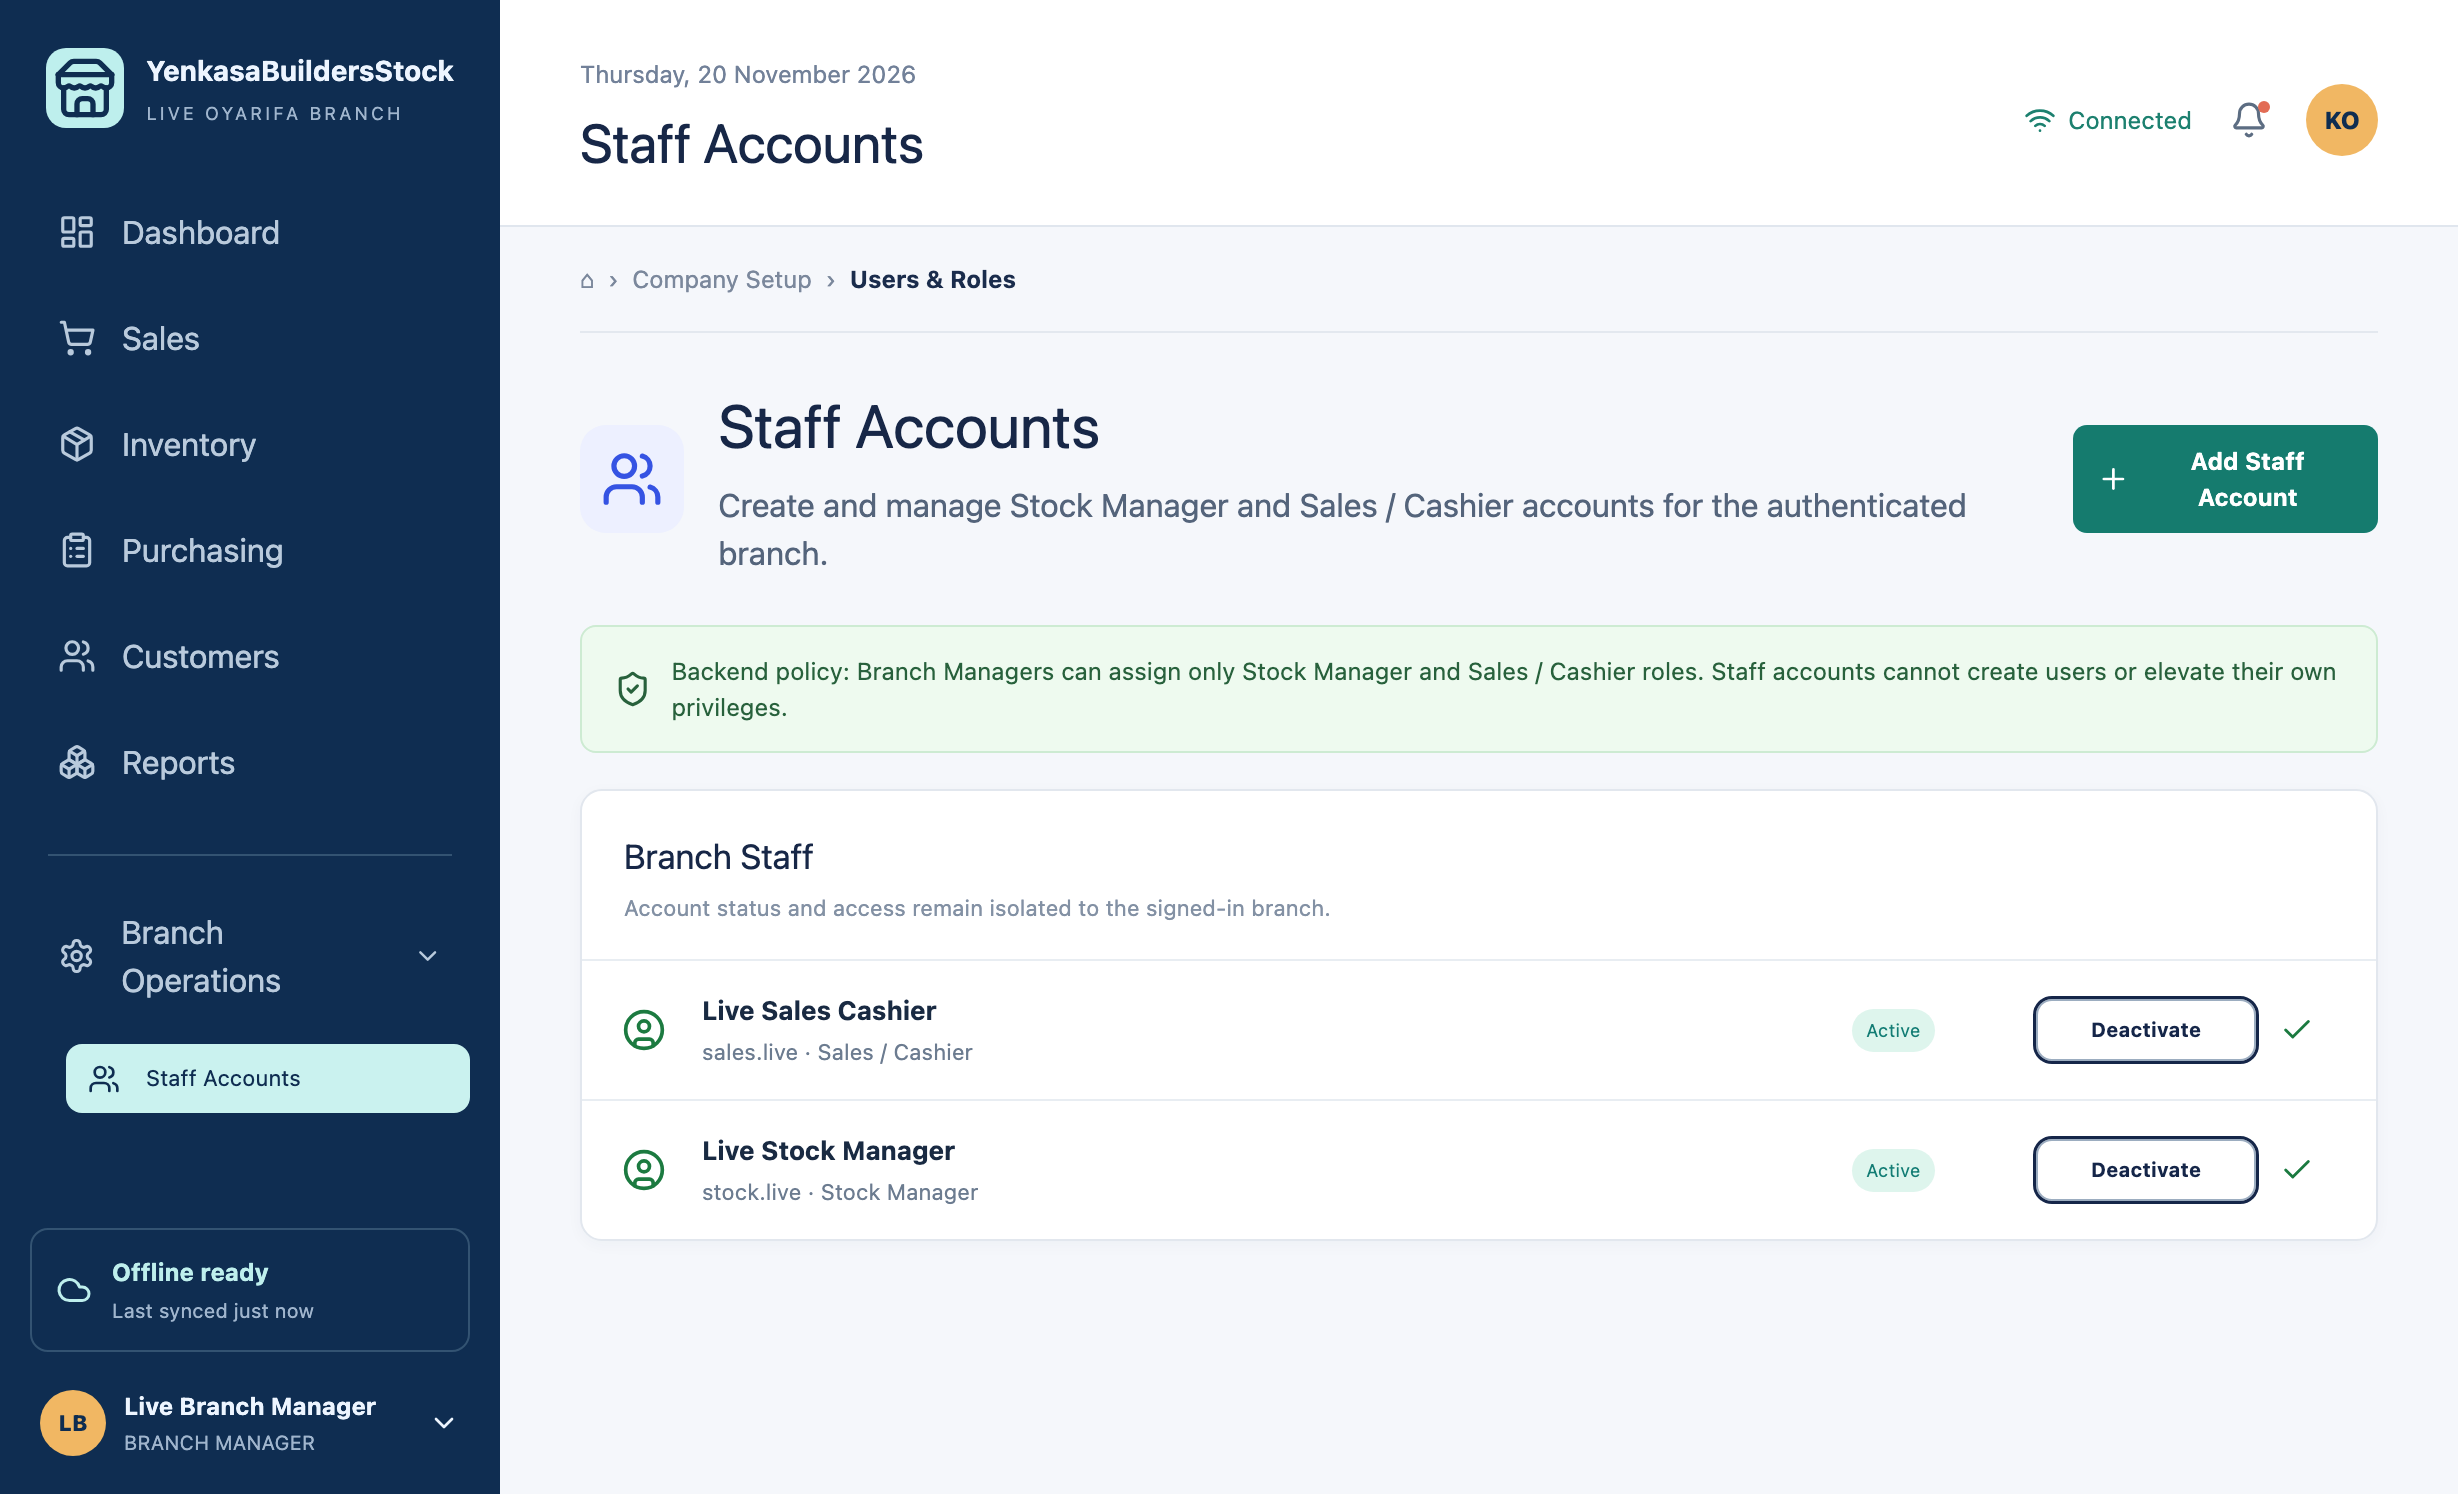 YenkasaBuildersStock
LIVE OYARIFA BRANCH
Dashboard
Sales
Inventory
Purchasing
Customers
Reports
Branch
Operations
Staff Accounts
Offline ready
Last synced just now
LB
Live Branch Manager
BRANCH MANAGER
Thursday, 20 November 2026
Staff Accounts
Connected
KO
⌂ › Company Setup › Users & Roles
Staff Accounts
Create and manage Stock Manager and Sales / Cashier accounts for the authenticated
branch.
Add Staff
Account
Backend policy: Branch Managers can assign only Stock Manager and Sales / Cashier roles. Staff accounts cannot create users or elevate their own
privileges.
Branch Staff
Account status and access remain isolated to the signed-in branch.
Live Sales Cashier
sales.live · Sales / Cashier
Active
Deactivate
Live Stock Manager
stock.live · Stock Manager
Active
Deactivate